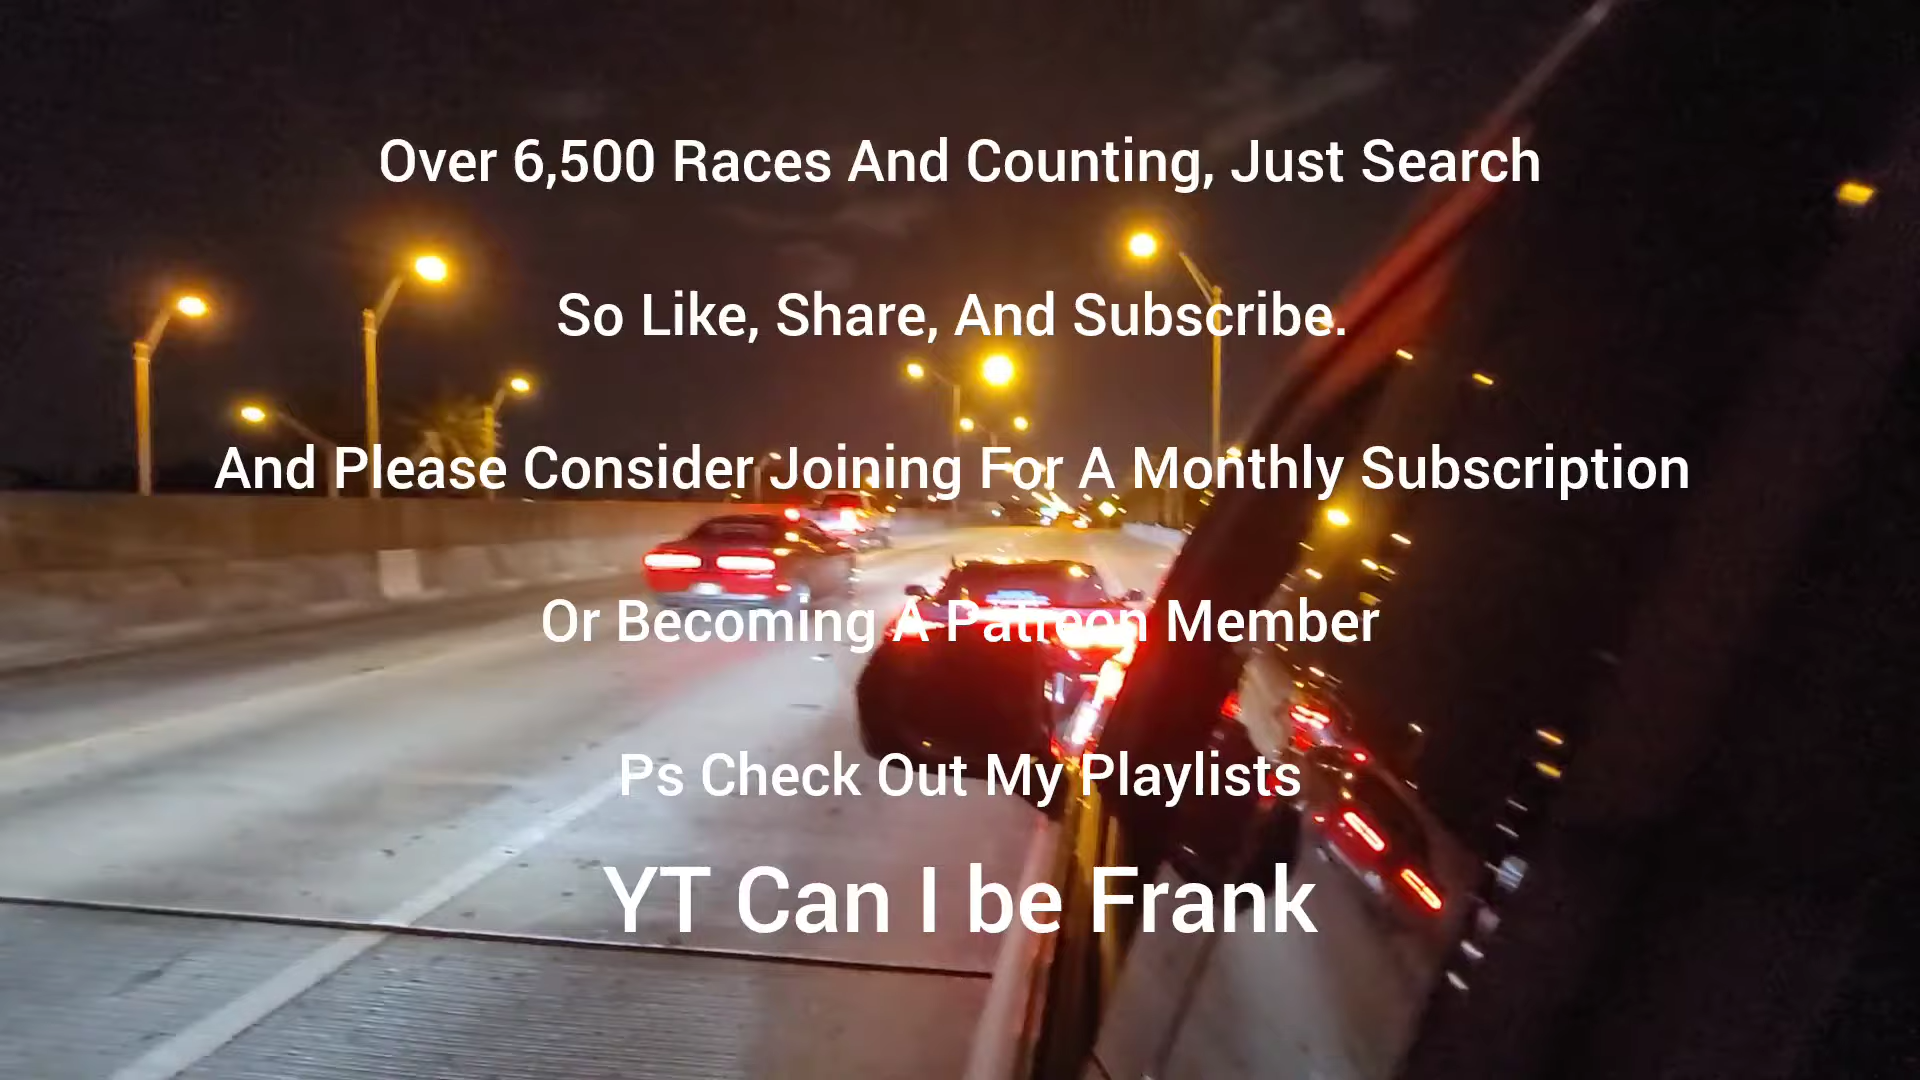 Over 6,500 Races And Counting, Just Search
So Like, Share, And Subscribe.
And Please Consider Joining For A Monthly Subscription
Or Becoming A Patreon Member
Ps Check Out My Playlists
YT Can I be Frank